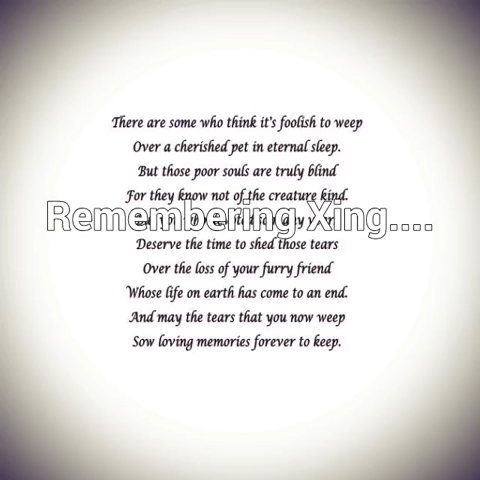 There are some who think it's foolish to weep
Over a cherished pet in eternal sleep.
But those poor souls are truly blind
For they know not of the creature kind.
Remembering Xing....
Deserve the time to shed those tears
Over the loss of your furry friend
Whose life on earth has come to an end.
And may the tears that you now weep
Sow loving memories forever to keep.